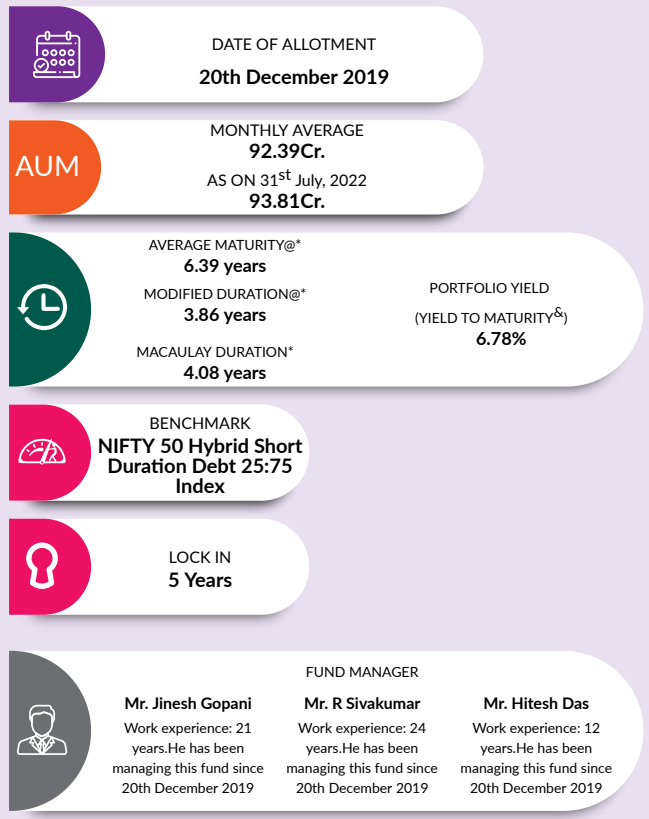 DATE OF ALLOTMENT
20th December 2019
AUM
MONTHLY AVERAGE
92.39Cr.
AS ON 31st July, 2022
93.81Cr.
AVERAGE MATURITY@*
6.39 years
MODIFIED DURATION@*
3.86 years
MACAULAY DURATION*
4.08 years
PORTFOLIO YIELD
(YIELD TO MATURITY&)
6.78%
BENCHMARK
NIFTY 50 Hybrid Short
Duration Debt 25:75
Index
LOCK IN
5 Years
FUND MANAGER
Mr. Jinesh Gopani
Work experience: 21
years.He has been
managing this fund since
20th December 2019
Mr. R Sivakumar
Work experience: 24
years.He has been
managing this fund since
20th December 2019
Mr. Hitesh Das
Work experience: 12
years.He has been
managing this fund since
20th December 2019